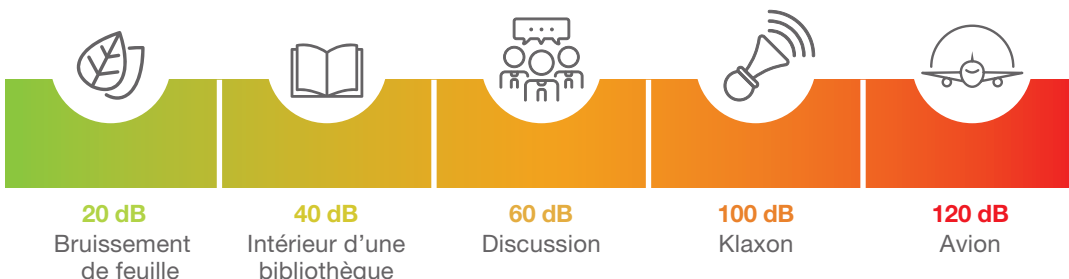 20 dB
Bruissement
de feuille
40 dB
Intérieur d'une
bibliothèque
60 dB
Discussion
100 dB
Klaxon
120 dB
Avion